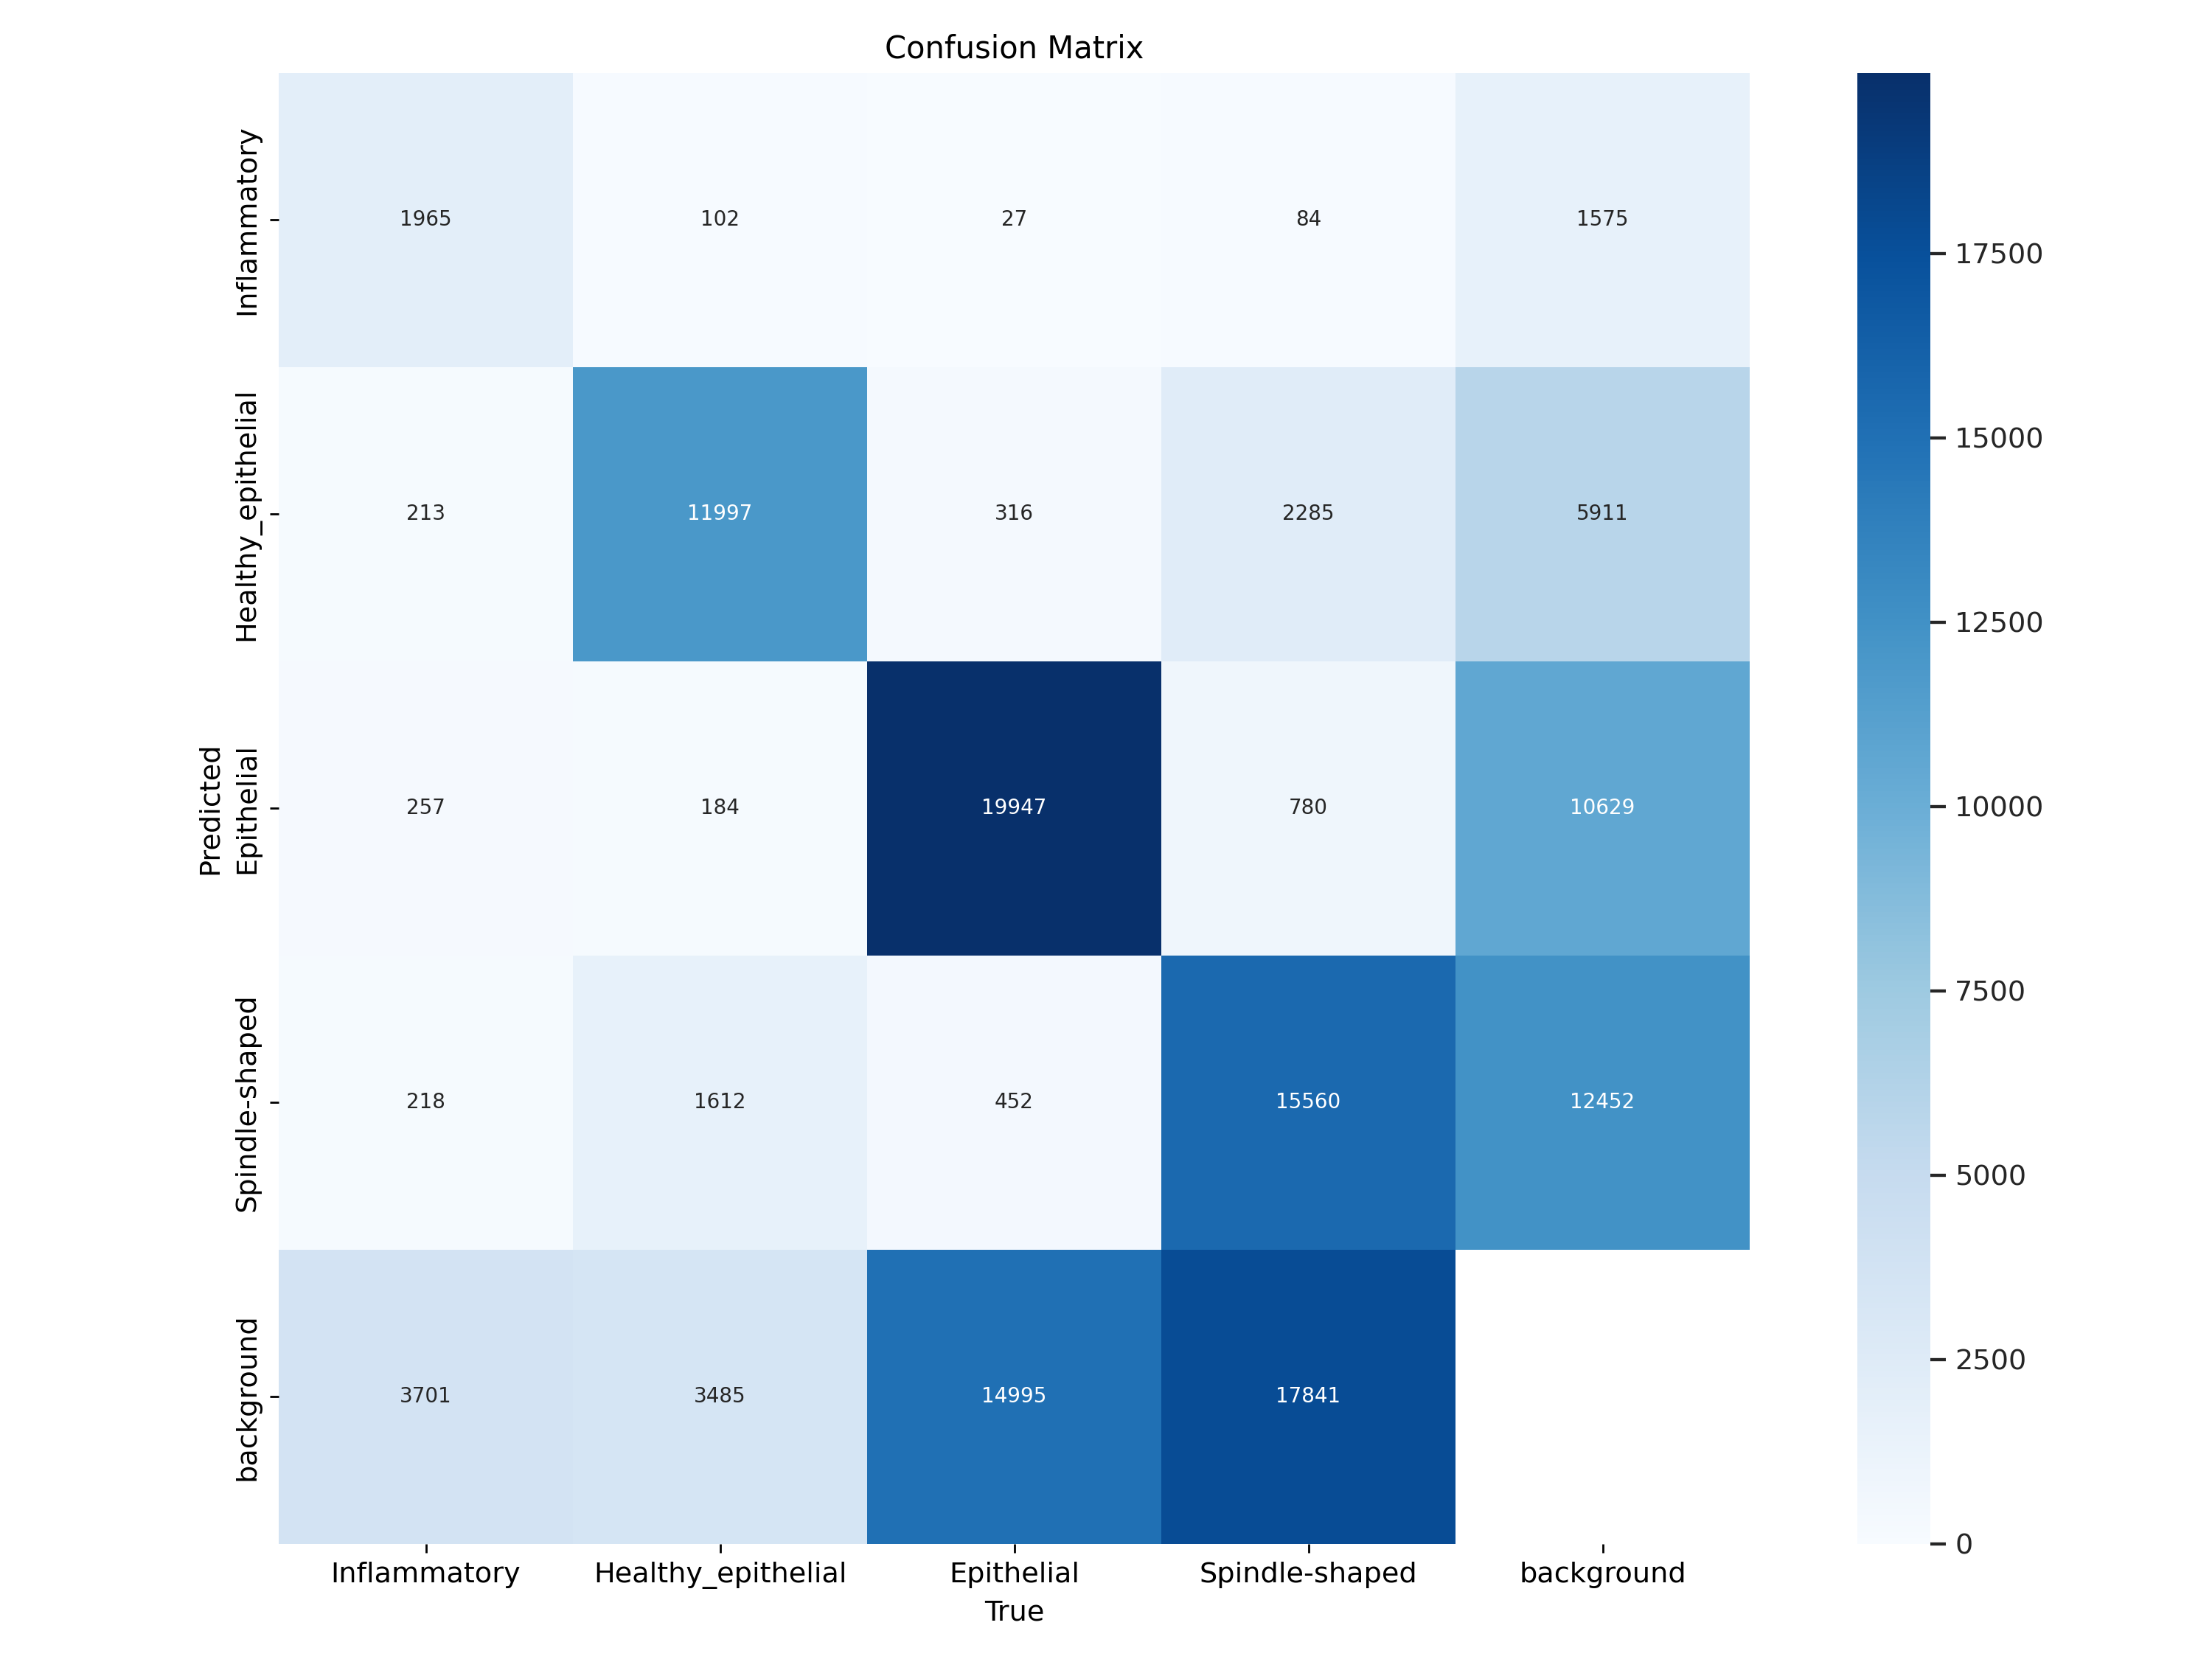 Confusion Matrix
Predicted
Inflammatory
1965 102 27 84 1575
Healthy_epithelial
213 11997 316 2285 5911
Epithelial
257 184 19947 780 10629
Spindle-shaped
218 1612 452 15560 12452
background
3701 3485 14995 17841
Inflammatory Healthy_epithelial Epithelial Spindle-shaped background
True
17500
15000
12500
10000
7500
5000
2500
0